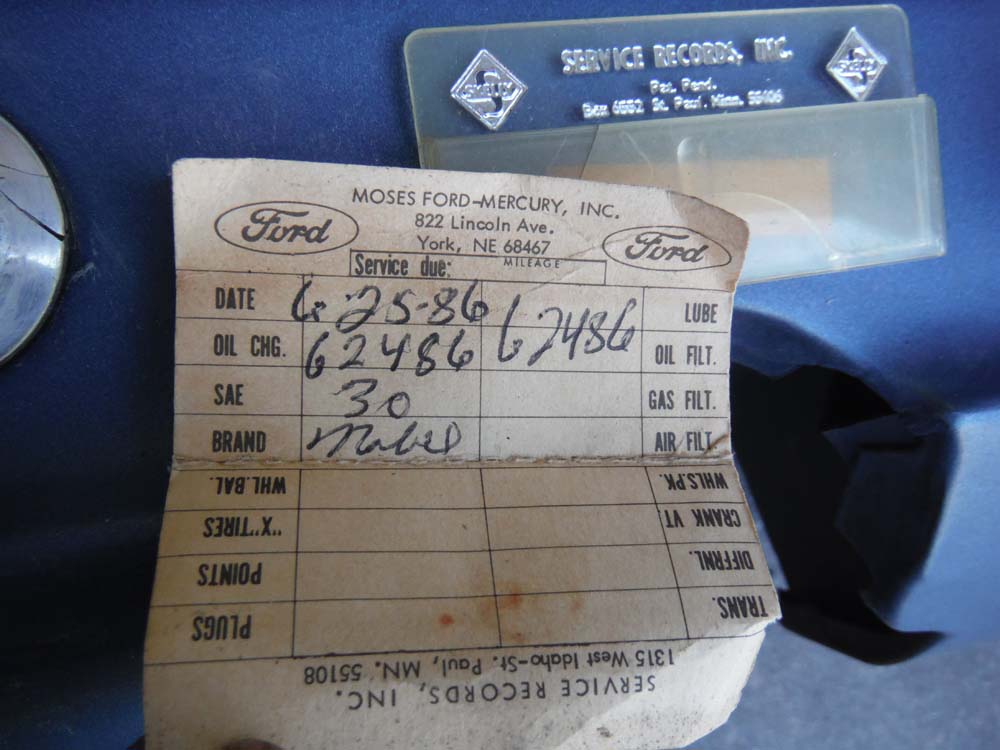 SERVICE RECORDS, INC.
SKELLY SKELLY
Pat. Pend.
Box 6552 St. Paul, Minn. 55106
MOSES FORD-MERCURY, INC.
822 Lincoln Ave.
York, NE 68467
Ford Ford
Service due: MILEAGE
DATE 6-25-86 LUBE
OIL CHG. 62486 62486 OIL FILT.
SAE 30 GAS FILT.
BRAND Mobil AIR FILT.
SERVICE RECORDS, INC.
1315 West Idaho-St. Paul, MN. 55108
TRANS. PLUGS
DIFFRNL. POINTS
CRANK VT "X" TIRES
WHLS.PK. WHL.BAL.